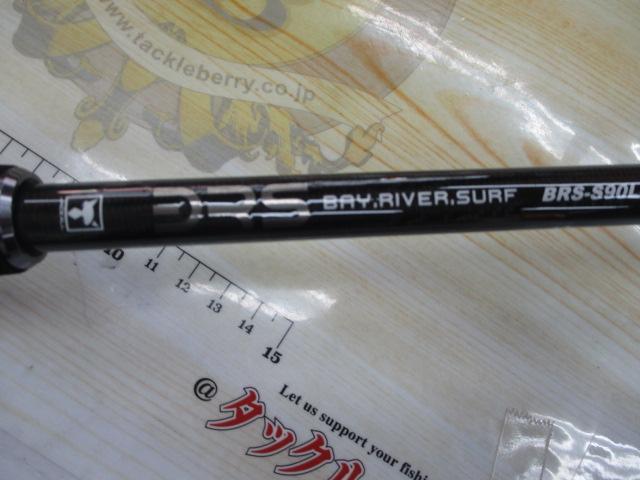 www.tackleberry.co.jp
BRS BAY.RIVER.SURF BRS-S90L
10 11 12 13 14 15
Let us support your fishi
@タックル